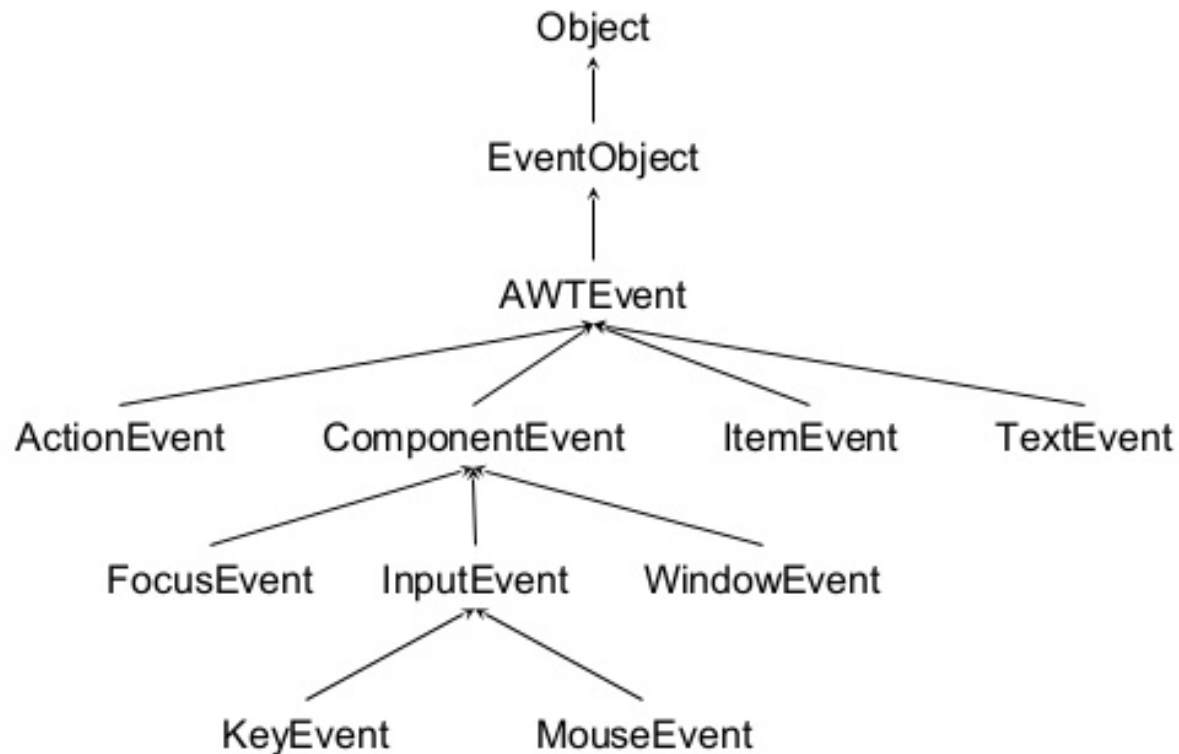 Object
EventObject
AWTEvent
ActionEvent ComponentEvent ItemEvent TextEvent
FocusEvent InputEvent WindowEvent
KeyEvent MouseEvent